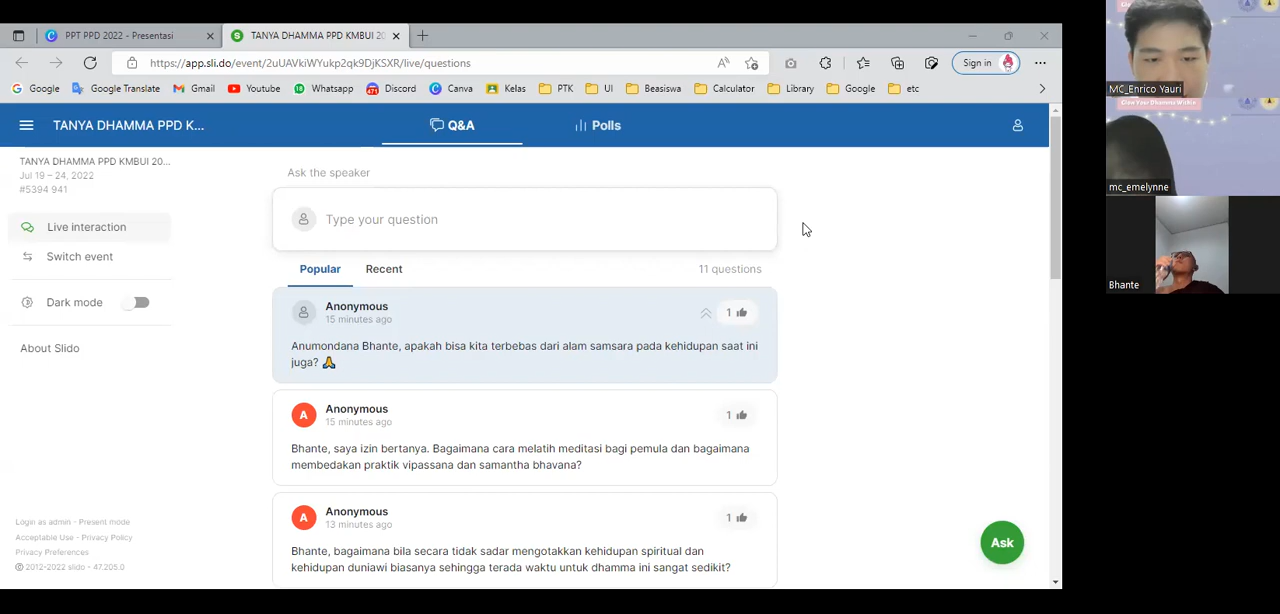 PPT PPD 2022 - Presentasi
TANYA DHAMMA PPD KMBUI 20
https://app.sli.do/event/2uUAVkiWYukp2qk9DjKSXR/live/questions
Sign in
Google
Google Translate
Gmail
Youtube
Whatsapp
Discord
Canva
Kelas
PTK
UI
Beasiswa
Calculator
Library
Google
etc
TANYA DHAMMA PPD K...
Q&A
Polls
TANYA DHAMMA PPD KMBUI 20...
Jul 19 – 24, 2022
#5394 941
Live interaction
Switch event
Dark mode
About Slido
Login as admin - Present mode
Acceptable Use - Privacy Policy
Privacy Preferences
© 2012-2022 slido - 47.205.0
Ask the speaker
Type your question
Popular
Recent
11 questions
Anonymous
15 minutes ago
1
Anumondana Bhante, apakah bisa kita terbebas dari alam samsara pada kehidupan saat ini
juga? 🙏
A
Anonymous
15 minutes ago
1
Bhante, saya izin bertanya. Bagaimana cara melatih meditasi bagi pemula dan bagaimana
membedakan praktik vipassana dan samantha bhavana?
A
Anonymous
13 minutes ago
1
Bhante, bagaimana bila secara tidak sadar mengotakkan kehidupan spiritual dan
kehidupan duniawi biasanya sehingga terada waktu untuk dhamma ini sangat sedikit?
Ask
MC_Enrico Yauri
Glow Your Dhamma Within
mc_emelynne
Bhante